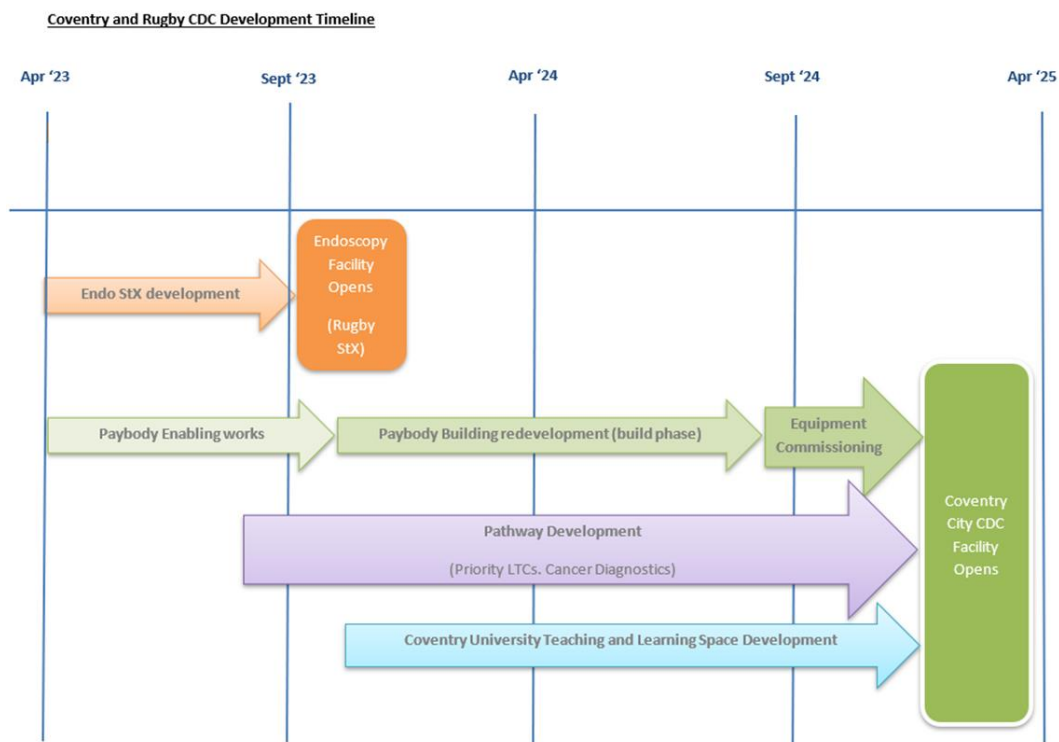 Coventry and Rugby CDC Development Timeline
Apr ‘23
Sept ‘23
Apr ‘24
Sept ‘24
Apr ‘25
Endoscopy
Facility
Opens
(Rugby
StX)
Endo StX development
Paybody Enabling works
Paybody Building redevelopment (build phase)
Equipment
Commissioning
Pathway Development
(Priority LTCs. Cancer Diagnostics)
Coventry University Teaching and Learning Space Development
Coventry
City CDC
Facility
Opens